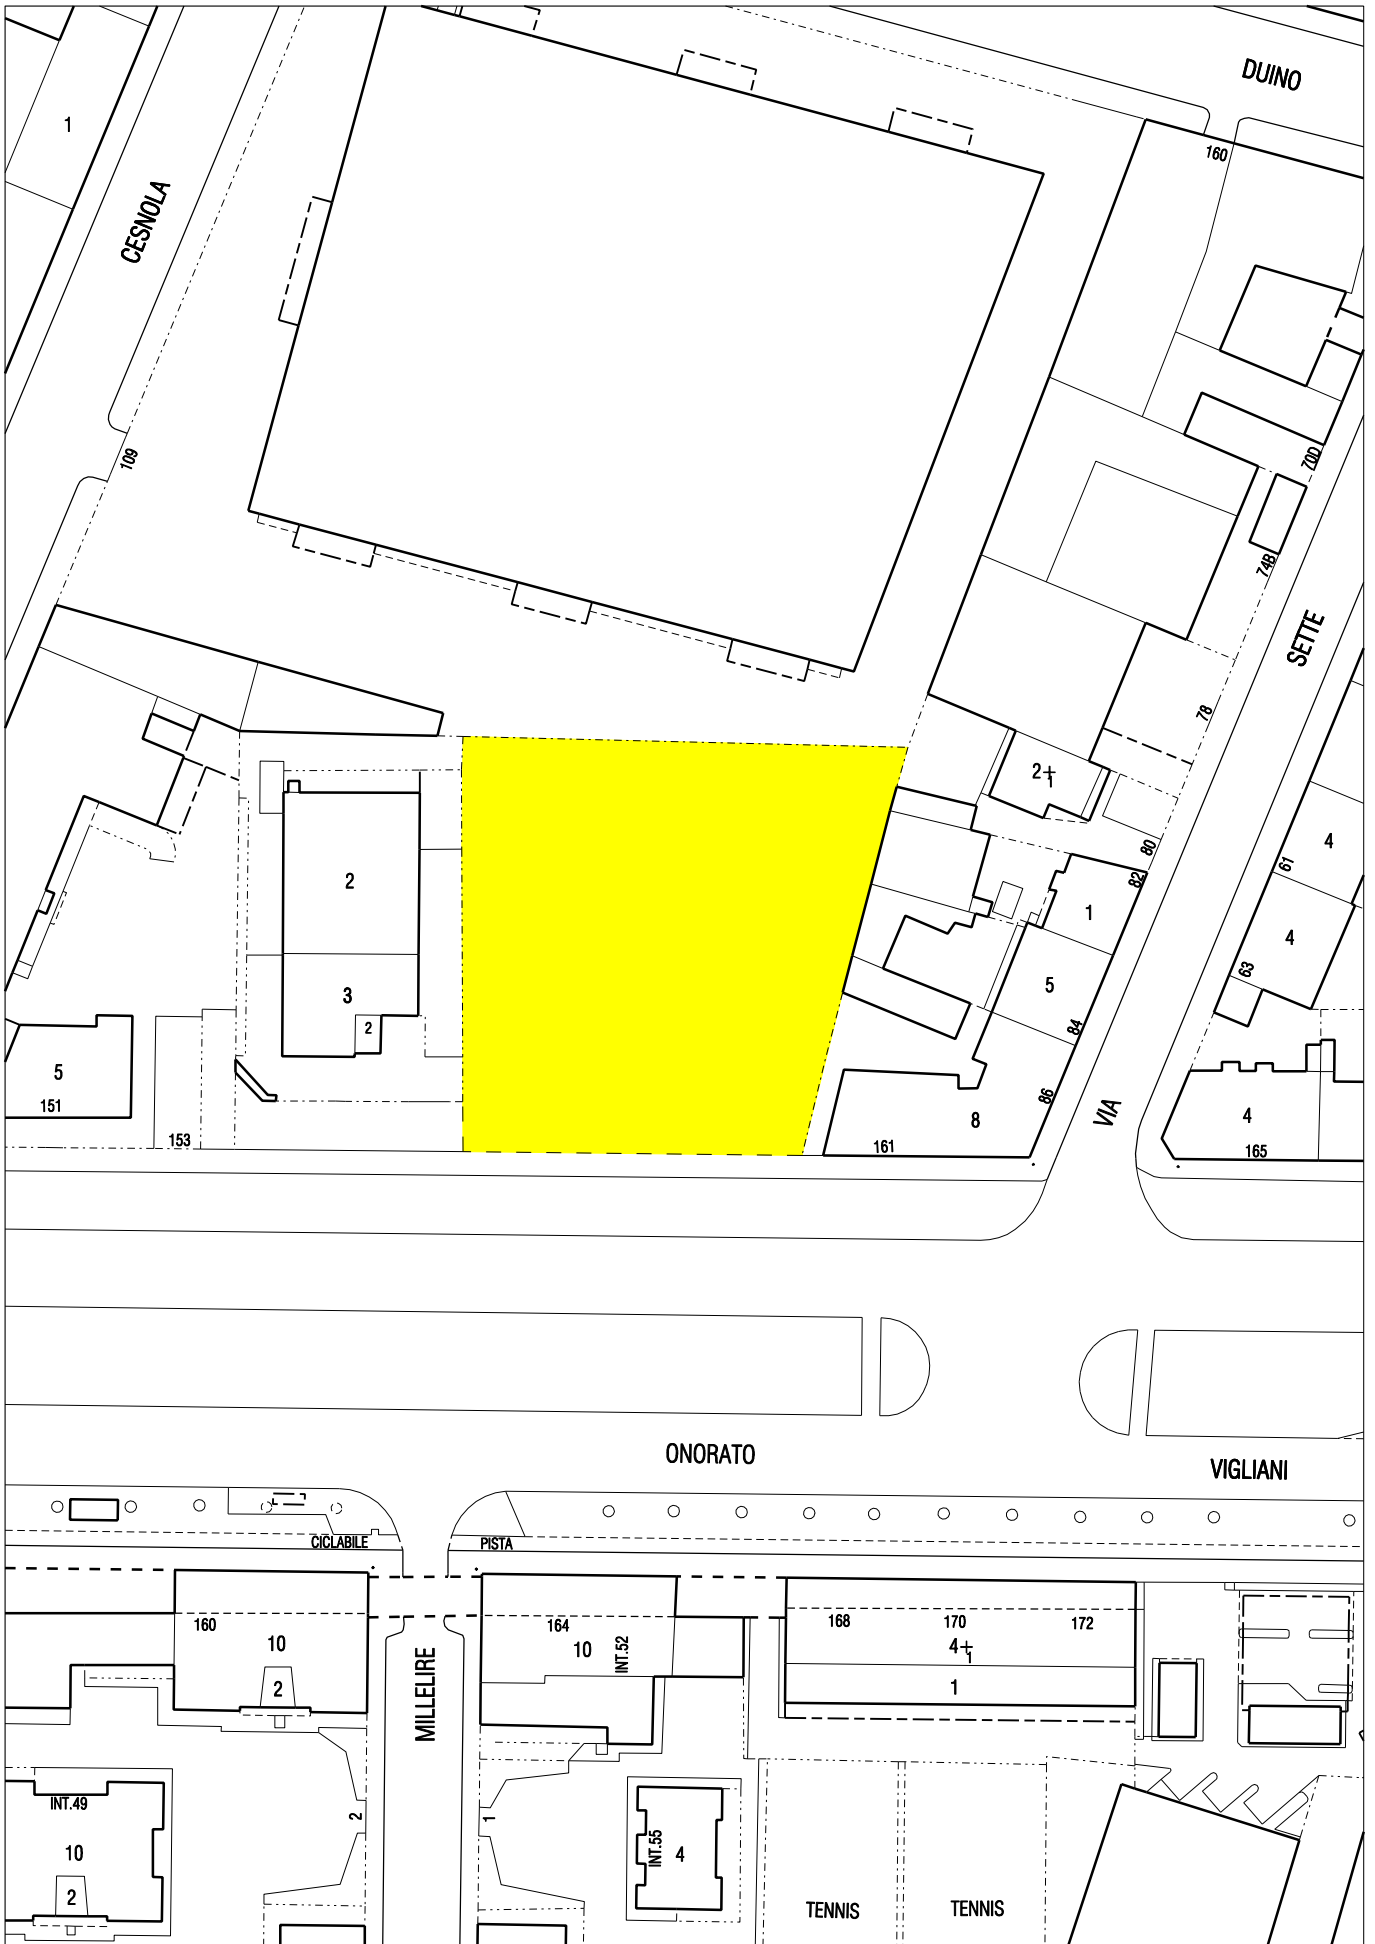 DUINO
1
160
CESNOLA
109
70D
74B
SETTE
78
2+
1
80
82
61
4
2
1
4
63
3
5
84
2
5
151
86
VIA
8
4
153
161
165
ONORATO
VIGLIANI
CICLABILE
PISTA
160
10
164
10
INT.52
168
170
172
4+
1
1
2
MILLELIRE
INT.49
2
1
10
INT.55
4
2
TENNIS
TENNIS